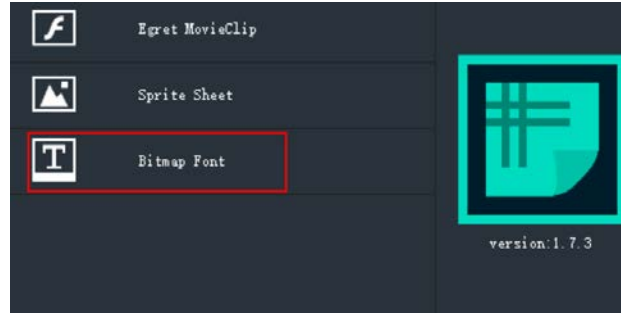 Egret MovieClip
Sprite Sheet
T
Bitmap Font
version:1.7.3